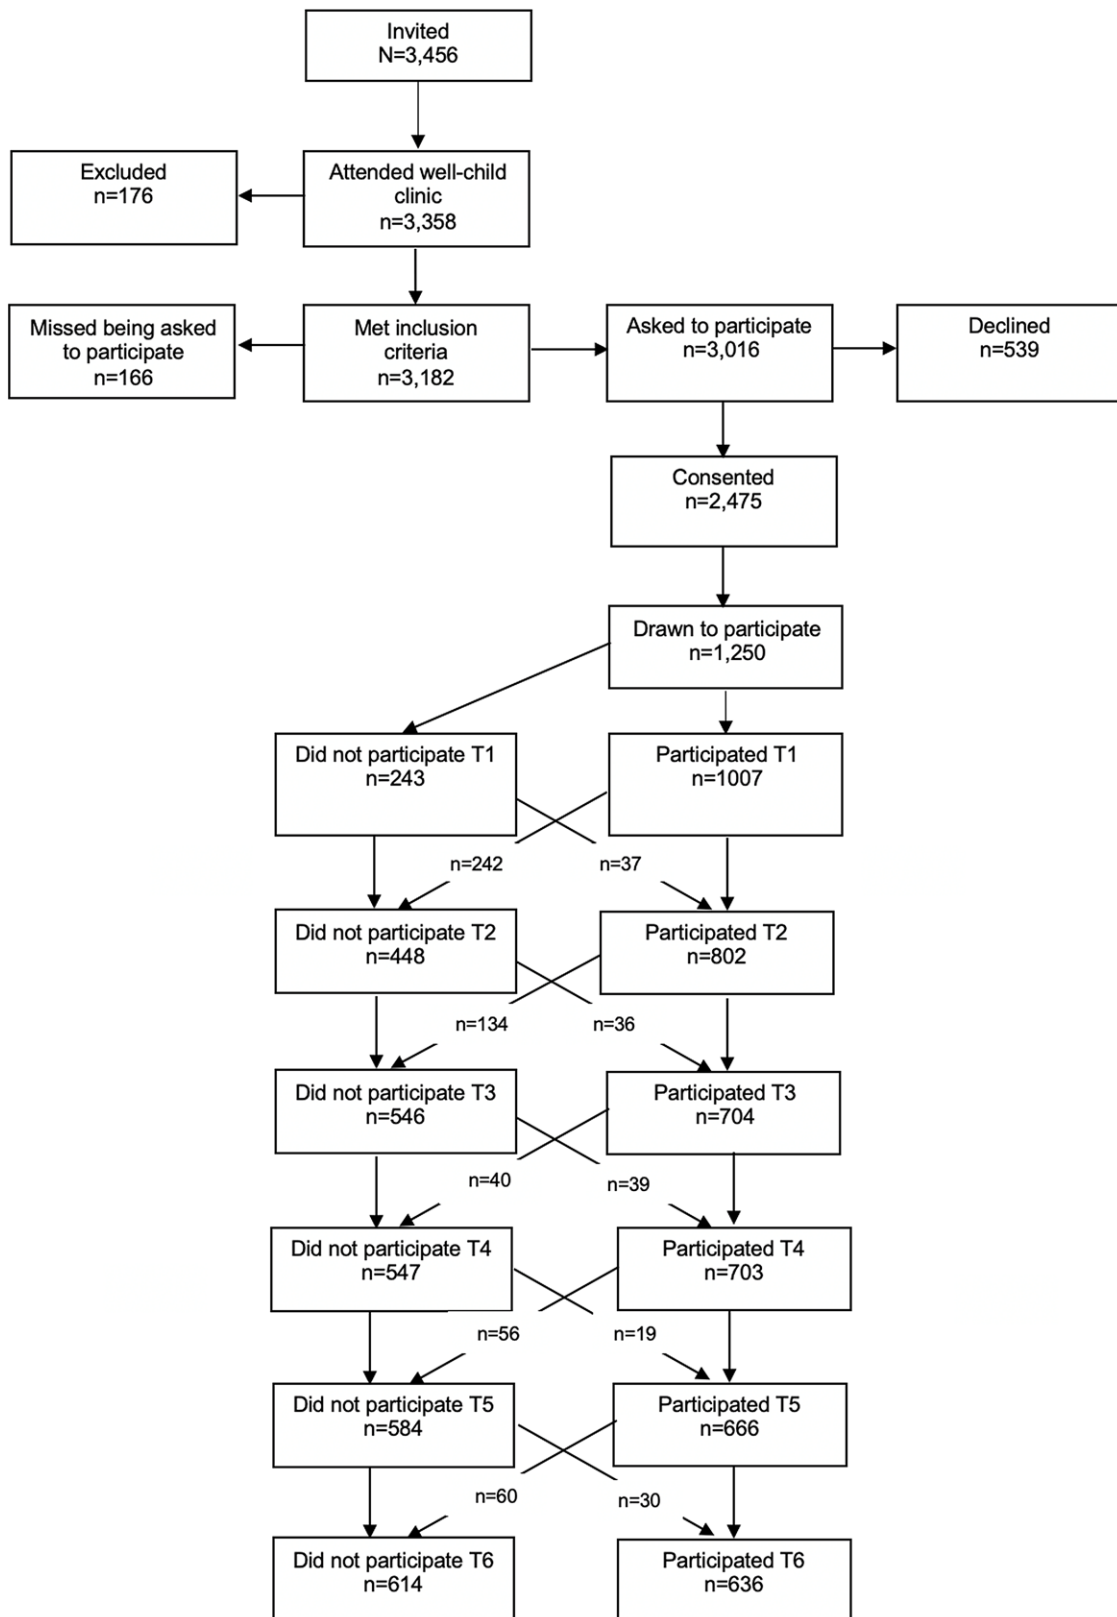 Invited
N=3,456
Excluded
n=176
Attended well-child
clinic
n=3,358
Missed being asked
to participate
n=166
Met inclusion
criteria
n=3,182
Asked to participate
n=3,016
Declined
n=539
Consented
n=2,475
Drawn to participate
n=1,250
Did not participate T1
n=243
Participated T1
n=1007
n=242
n=37
Did not participate T2
n=448
Participated T2
n=802
n=134
n=36
Did not participate T3
n=546
Participated T3
n=704
n=40
n=39
Did not participate T4
n=547
Participated T4
n=703
n=56
n=19
Did not participate T5
n=584
Participated T5
n=666
n=60
n=30
Did not participate T6
n=614
Participated T6
n=636